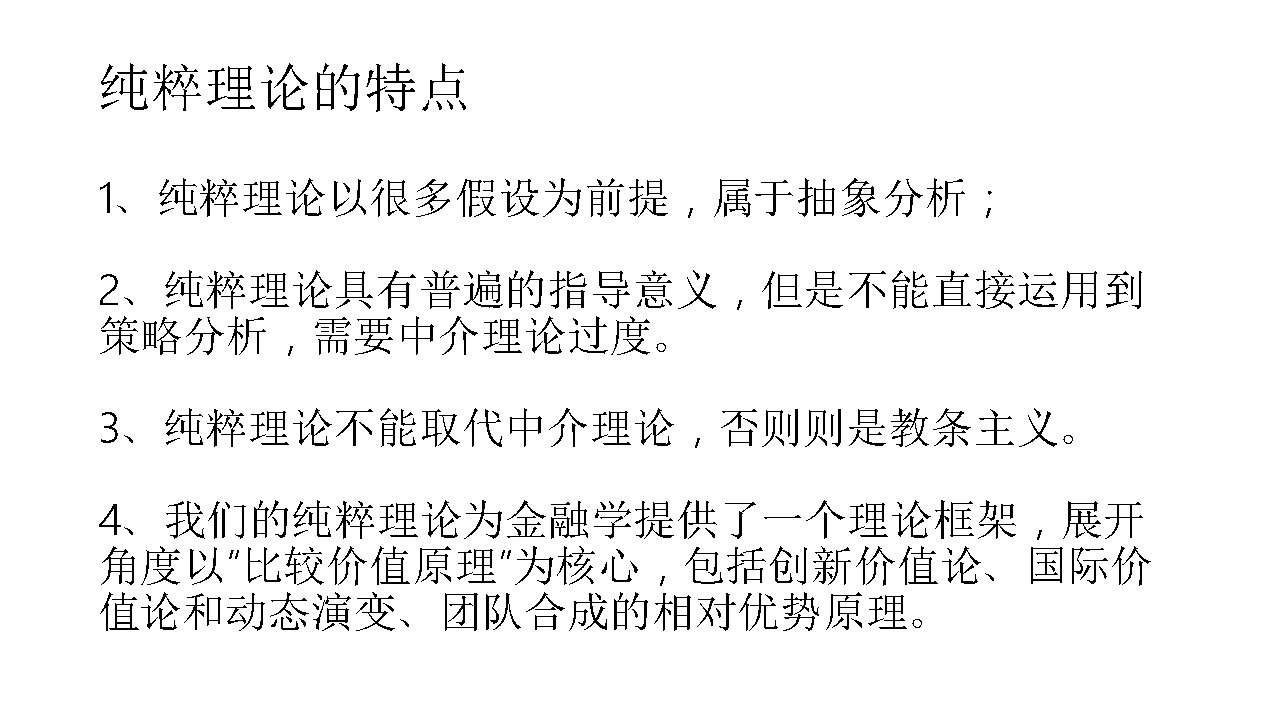 纯粹理论的特点
1、纯粹理论以很多假设为前提，属于抽象分析；
2、纯粹理论具有普遍的指导意义，但是不能直接运用到
策略分析，需要中介理论过度。
3、纯粹理论不能取代中介理论，否则则是教条主义。
4、我们的纯粹理论为金融学提供了一个理论框架，展开
角度以“比较价值原理”为核心，包括创新价值论、国际价
值论和动态演变、团队合成的相对优势原理。